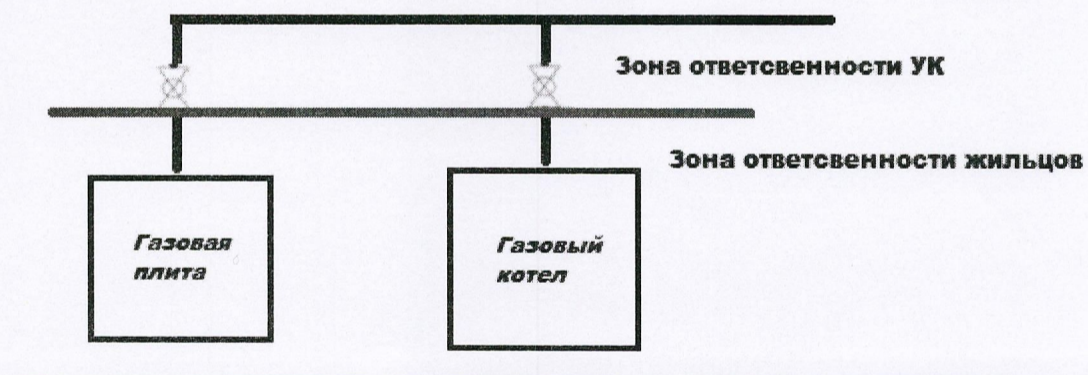 Зона ответсвенности УК
Зона ответсвенности жильцов
Газовая
плита
Газовый
котел